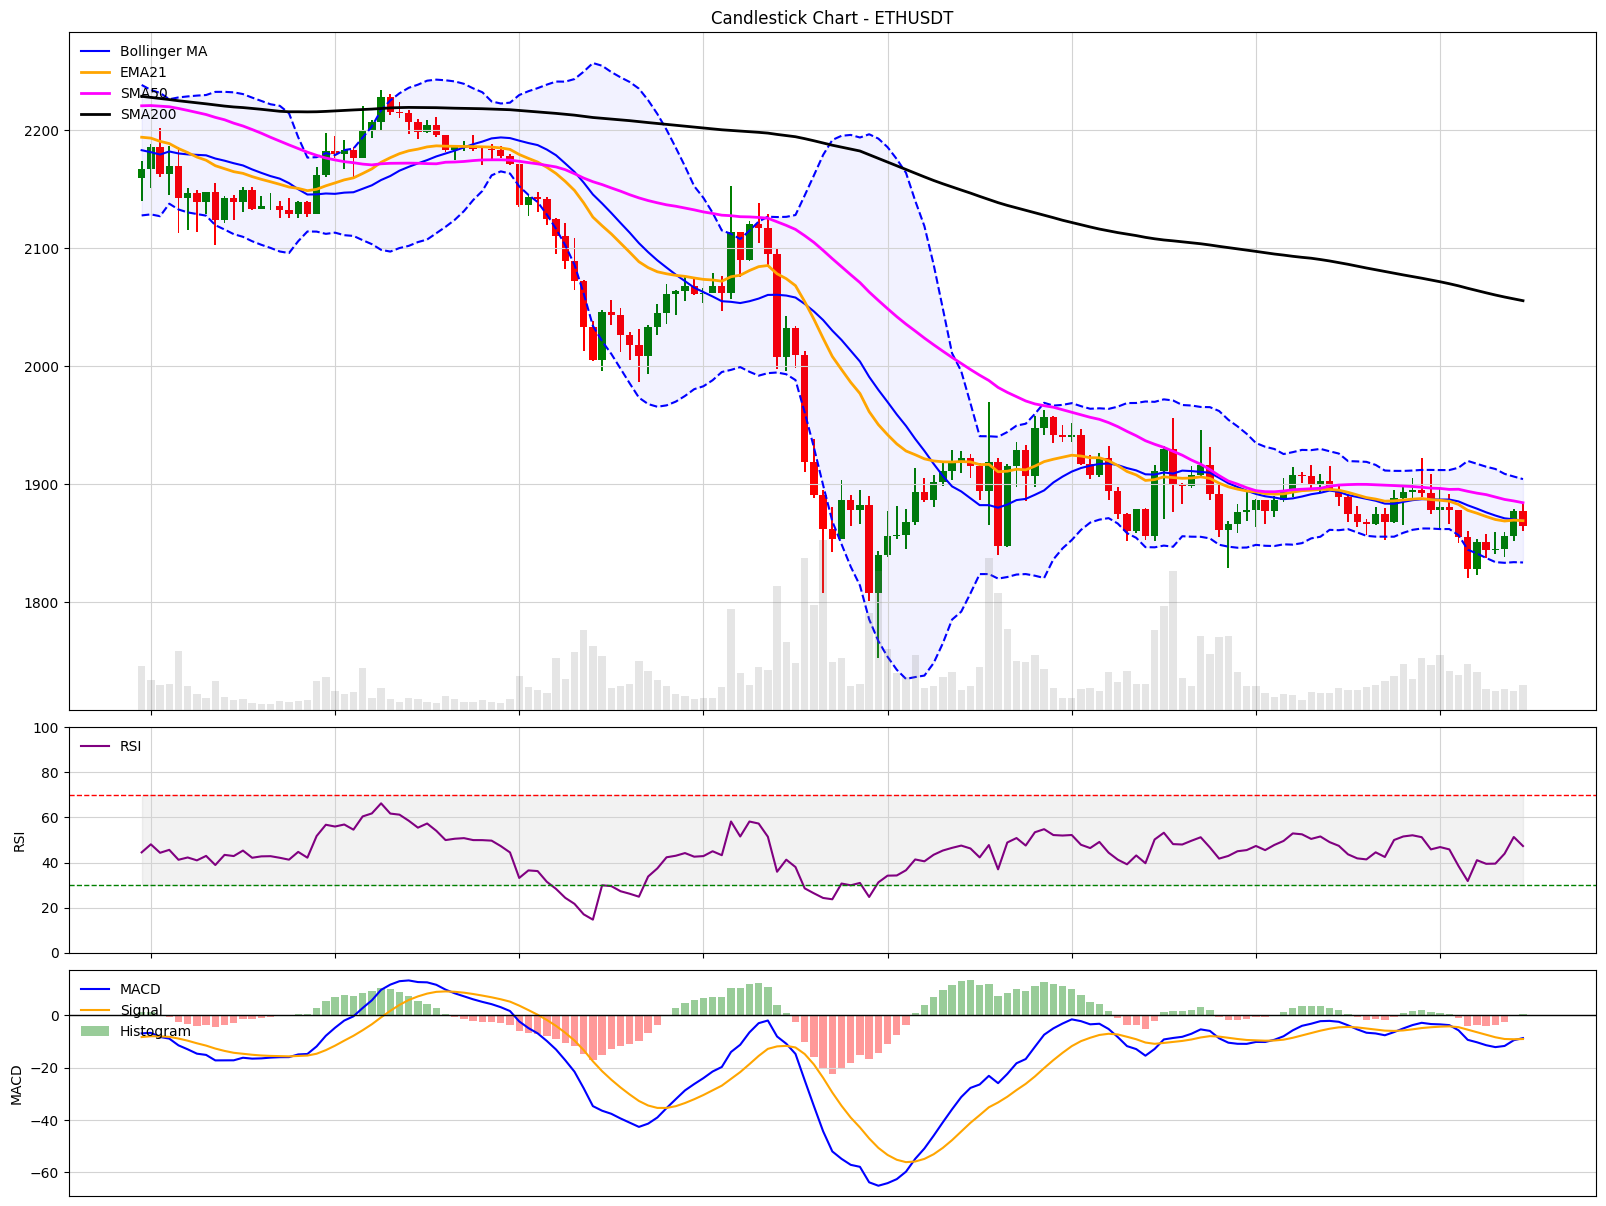 Candlestick Chart - ETHUSDT
Bollinger MA
EMA21
SMA50
SMA200
2200
2100
2000
1900
1800
RSI
100
80
60
40
20
0
RSI
MACD
Signal
Histogram
0
−20
−40
−60
MACD